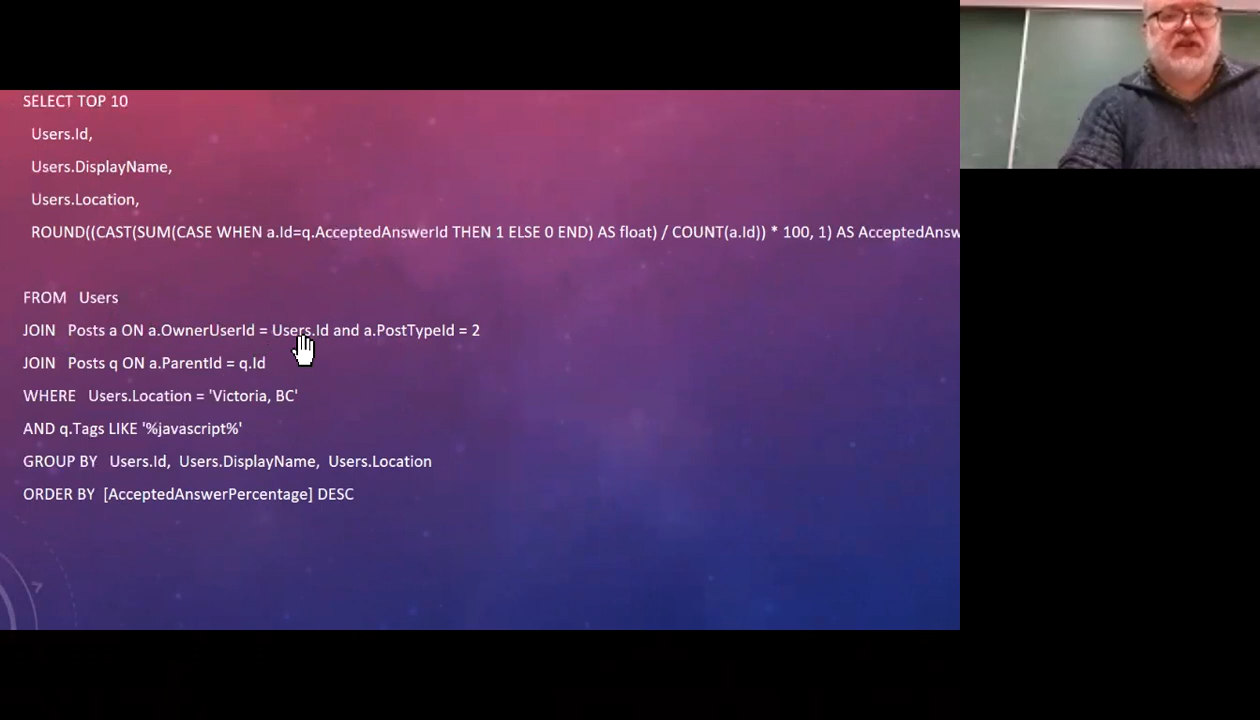 SELECT TOP 10
Users.Id,
Users.DisplayName,
Users.Location,
ROUND((CAST(SUM(CASE WHEN a.Id=q.AcceptedAnswerId THEN 1 ELSE 0 END) AS float) / COUNT(a.Id)) * 100, 1) AS AcceptedAnsw
FROM Users
JOIN Posts a ON a.OwnerUserId = Users.Id and a.PostTypeId = 2
JOIN Posts q ON a.ParentId = q.Id
WHERE Users.Location = 'Victoria, BC'
AND q.Tags LIKE '%javascript%'
GROUP BY Users.Id, Users.DisplayName, Users.Location
ORDER BY [AcceptedAnswerPercentage] DESC